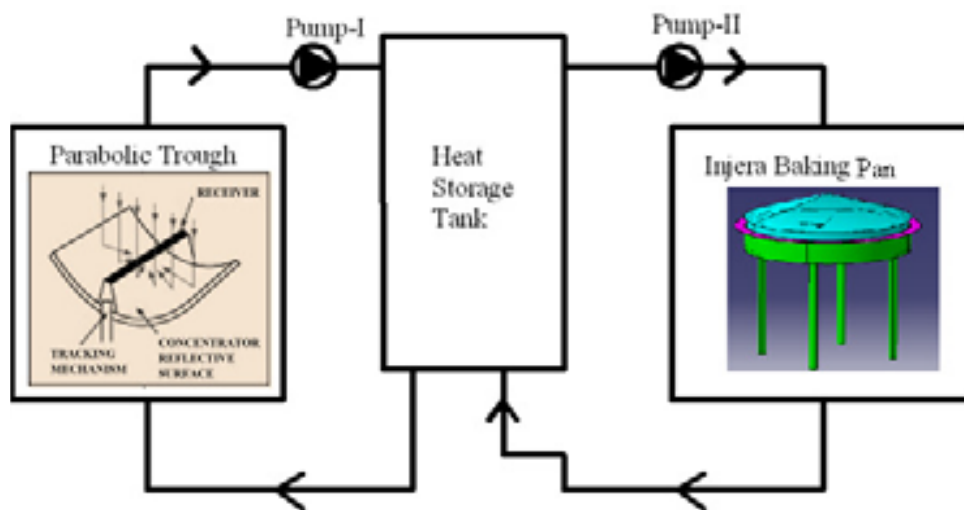 Pump-I
Pump-II
Parabolic Trough
RECEIVER
TRACKING
MECHANISM
CONCENTRATOR
REFLECTIVE
SURFACE
Heat
Storage
Tank
Injera Baking Pan